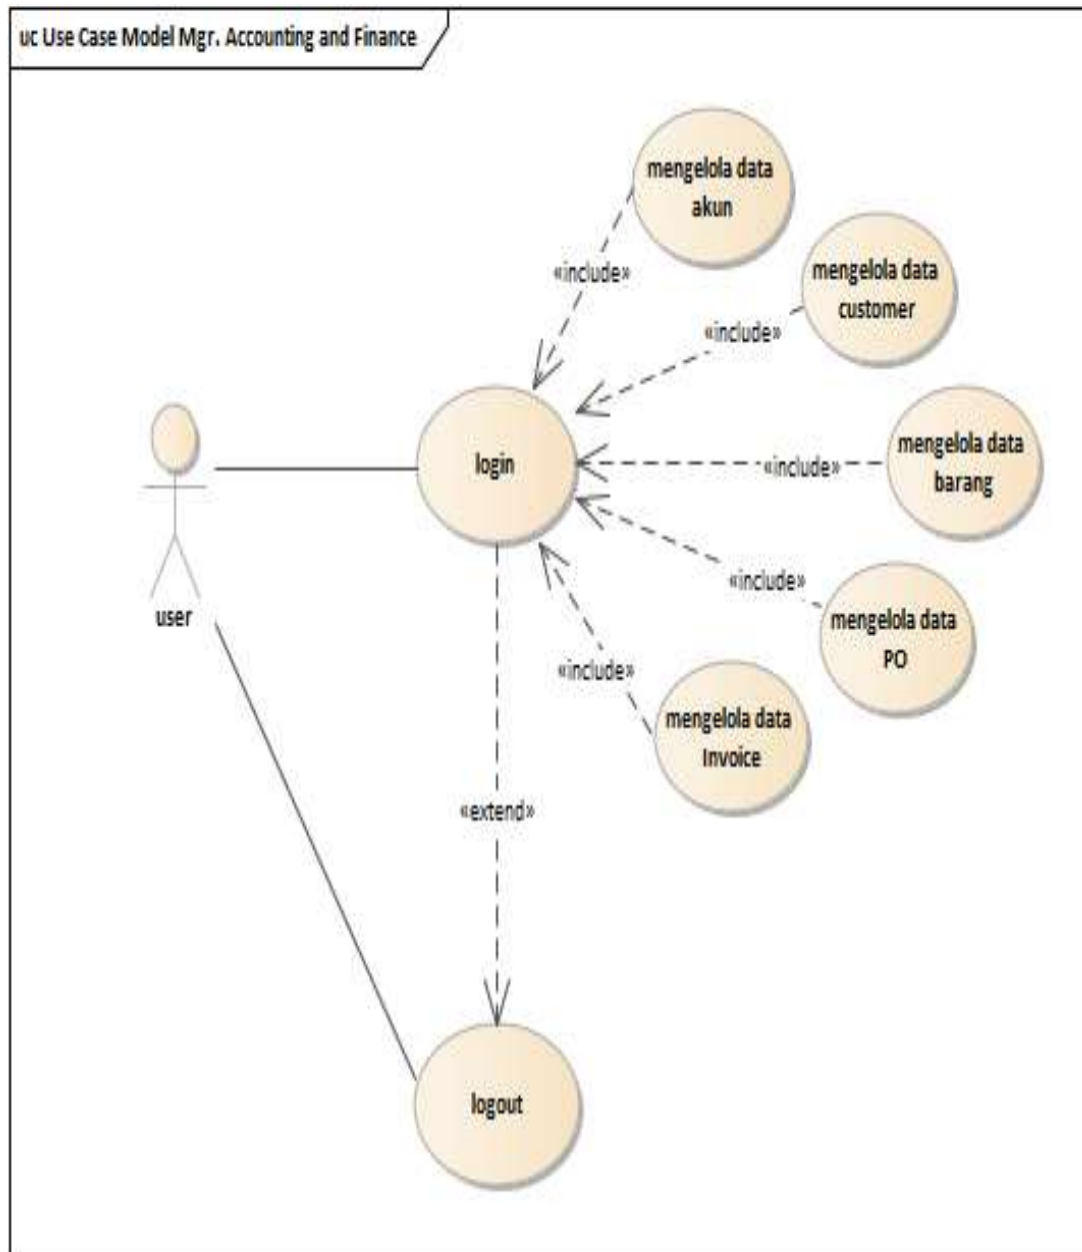 uc Use Case Model Mgr. Accounting and Finance
mengelola data
akun
«include»
mengelola data
customer
«include»
login
mengelola data
barang
«include»
user
«include»
mengelola data
PO
«include»
mengelola data
Invoice
«extend»
logout